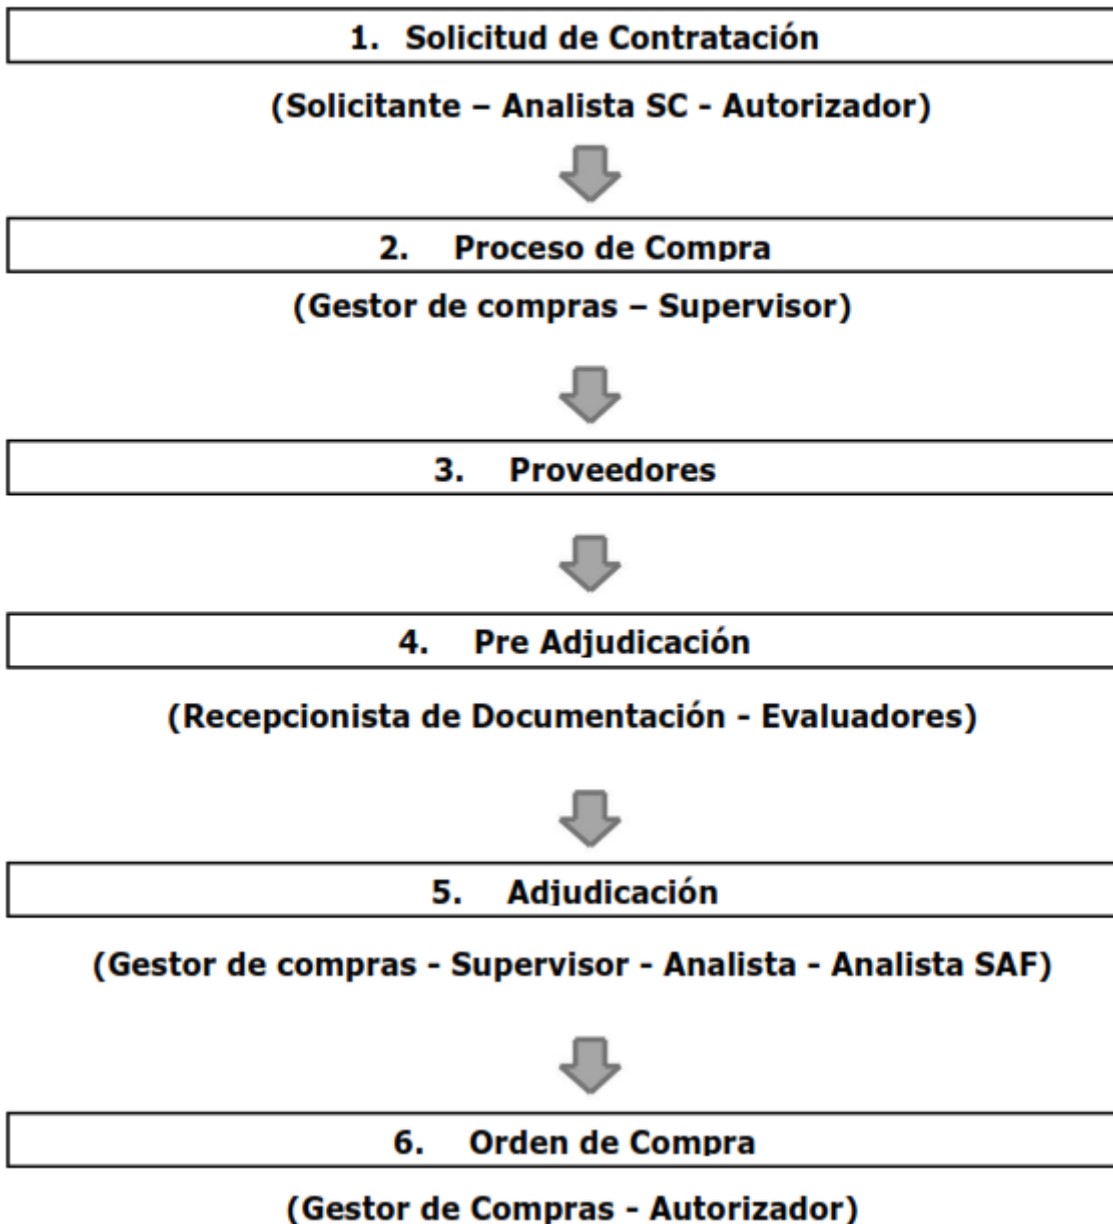 1. Solicitud de Contratación
(Solicitante – Analista SC - Autorizador)
2. Proceso de Compra
(Gestor de compras – Supervisor)
3. Proveedores
4. Pre Adjudicación
(Recepcionista de Documentación - Evaluadores)
5. Adjudicación
(Gestor de compras - Supervisor - Analista - Analista SAF)
6. Orden de Compra
(Gestor de Compras - Autorizador)